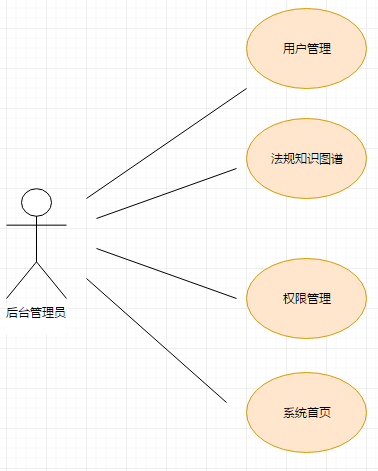 用户管理
法规知识图谱
后台管理员
权限管理
系统首页